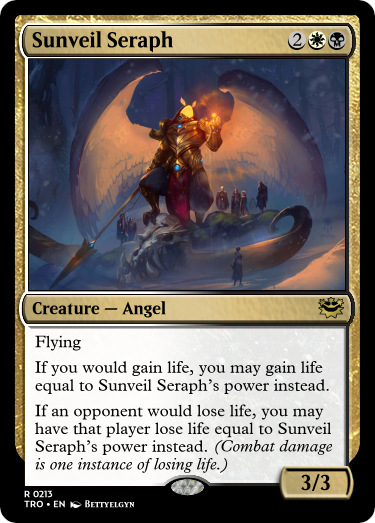 Sunveil Seraph 2
Creature — Angel
Flying
If you would gain life, you may gain life
equal to Sunveil Seraph's power instead.
If an opponent would lose life, you may
have that player lose life equal to Sunveil
Seraph's power instead. (Combat damage
is one instance of losing life.)
3/3
R 0213
TRO • EN Bettyelgyn